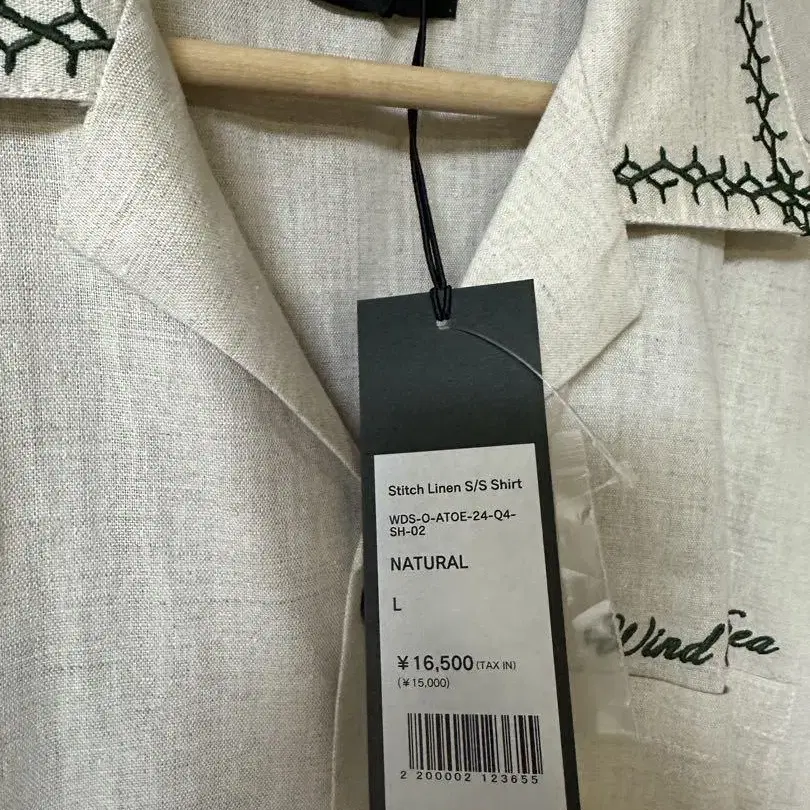 Stitch Linen S/S Shirt
WDS-O-ATOE-24-Q4-
SH-02
NATURAL
L
¥16,500 (TAX IN)
(¥15,000)
2 200002 123655
Wind Sea